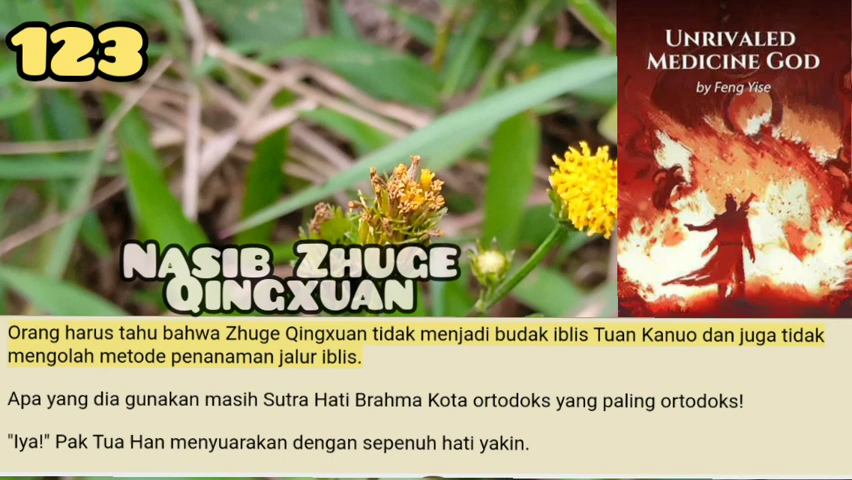 123
UNRIVALED
MEDICINE GOD
by Feng Yise
NASIB ZHUGE
QINGXUAN
Orang harus tahu bahwa Zhuge Qingxuan tidak menjadi budak iblis Tuan Kanuo dan juga tidak
mengolah metode penanaman jalur iblis.
Apa yang dia gunakan masih Sutra Hati Brahma Kota ortodoks yang paling ortodoks!
"Iya!" Pak Tua Han menyuarakan dengan sepenuh hati yakin.